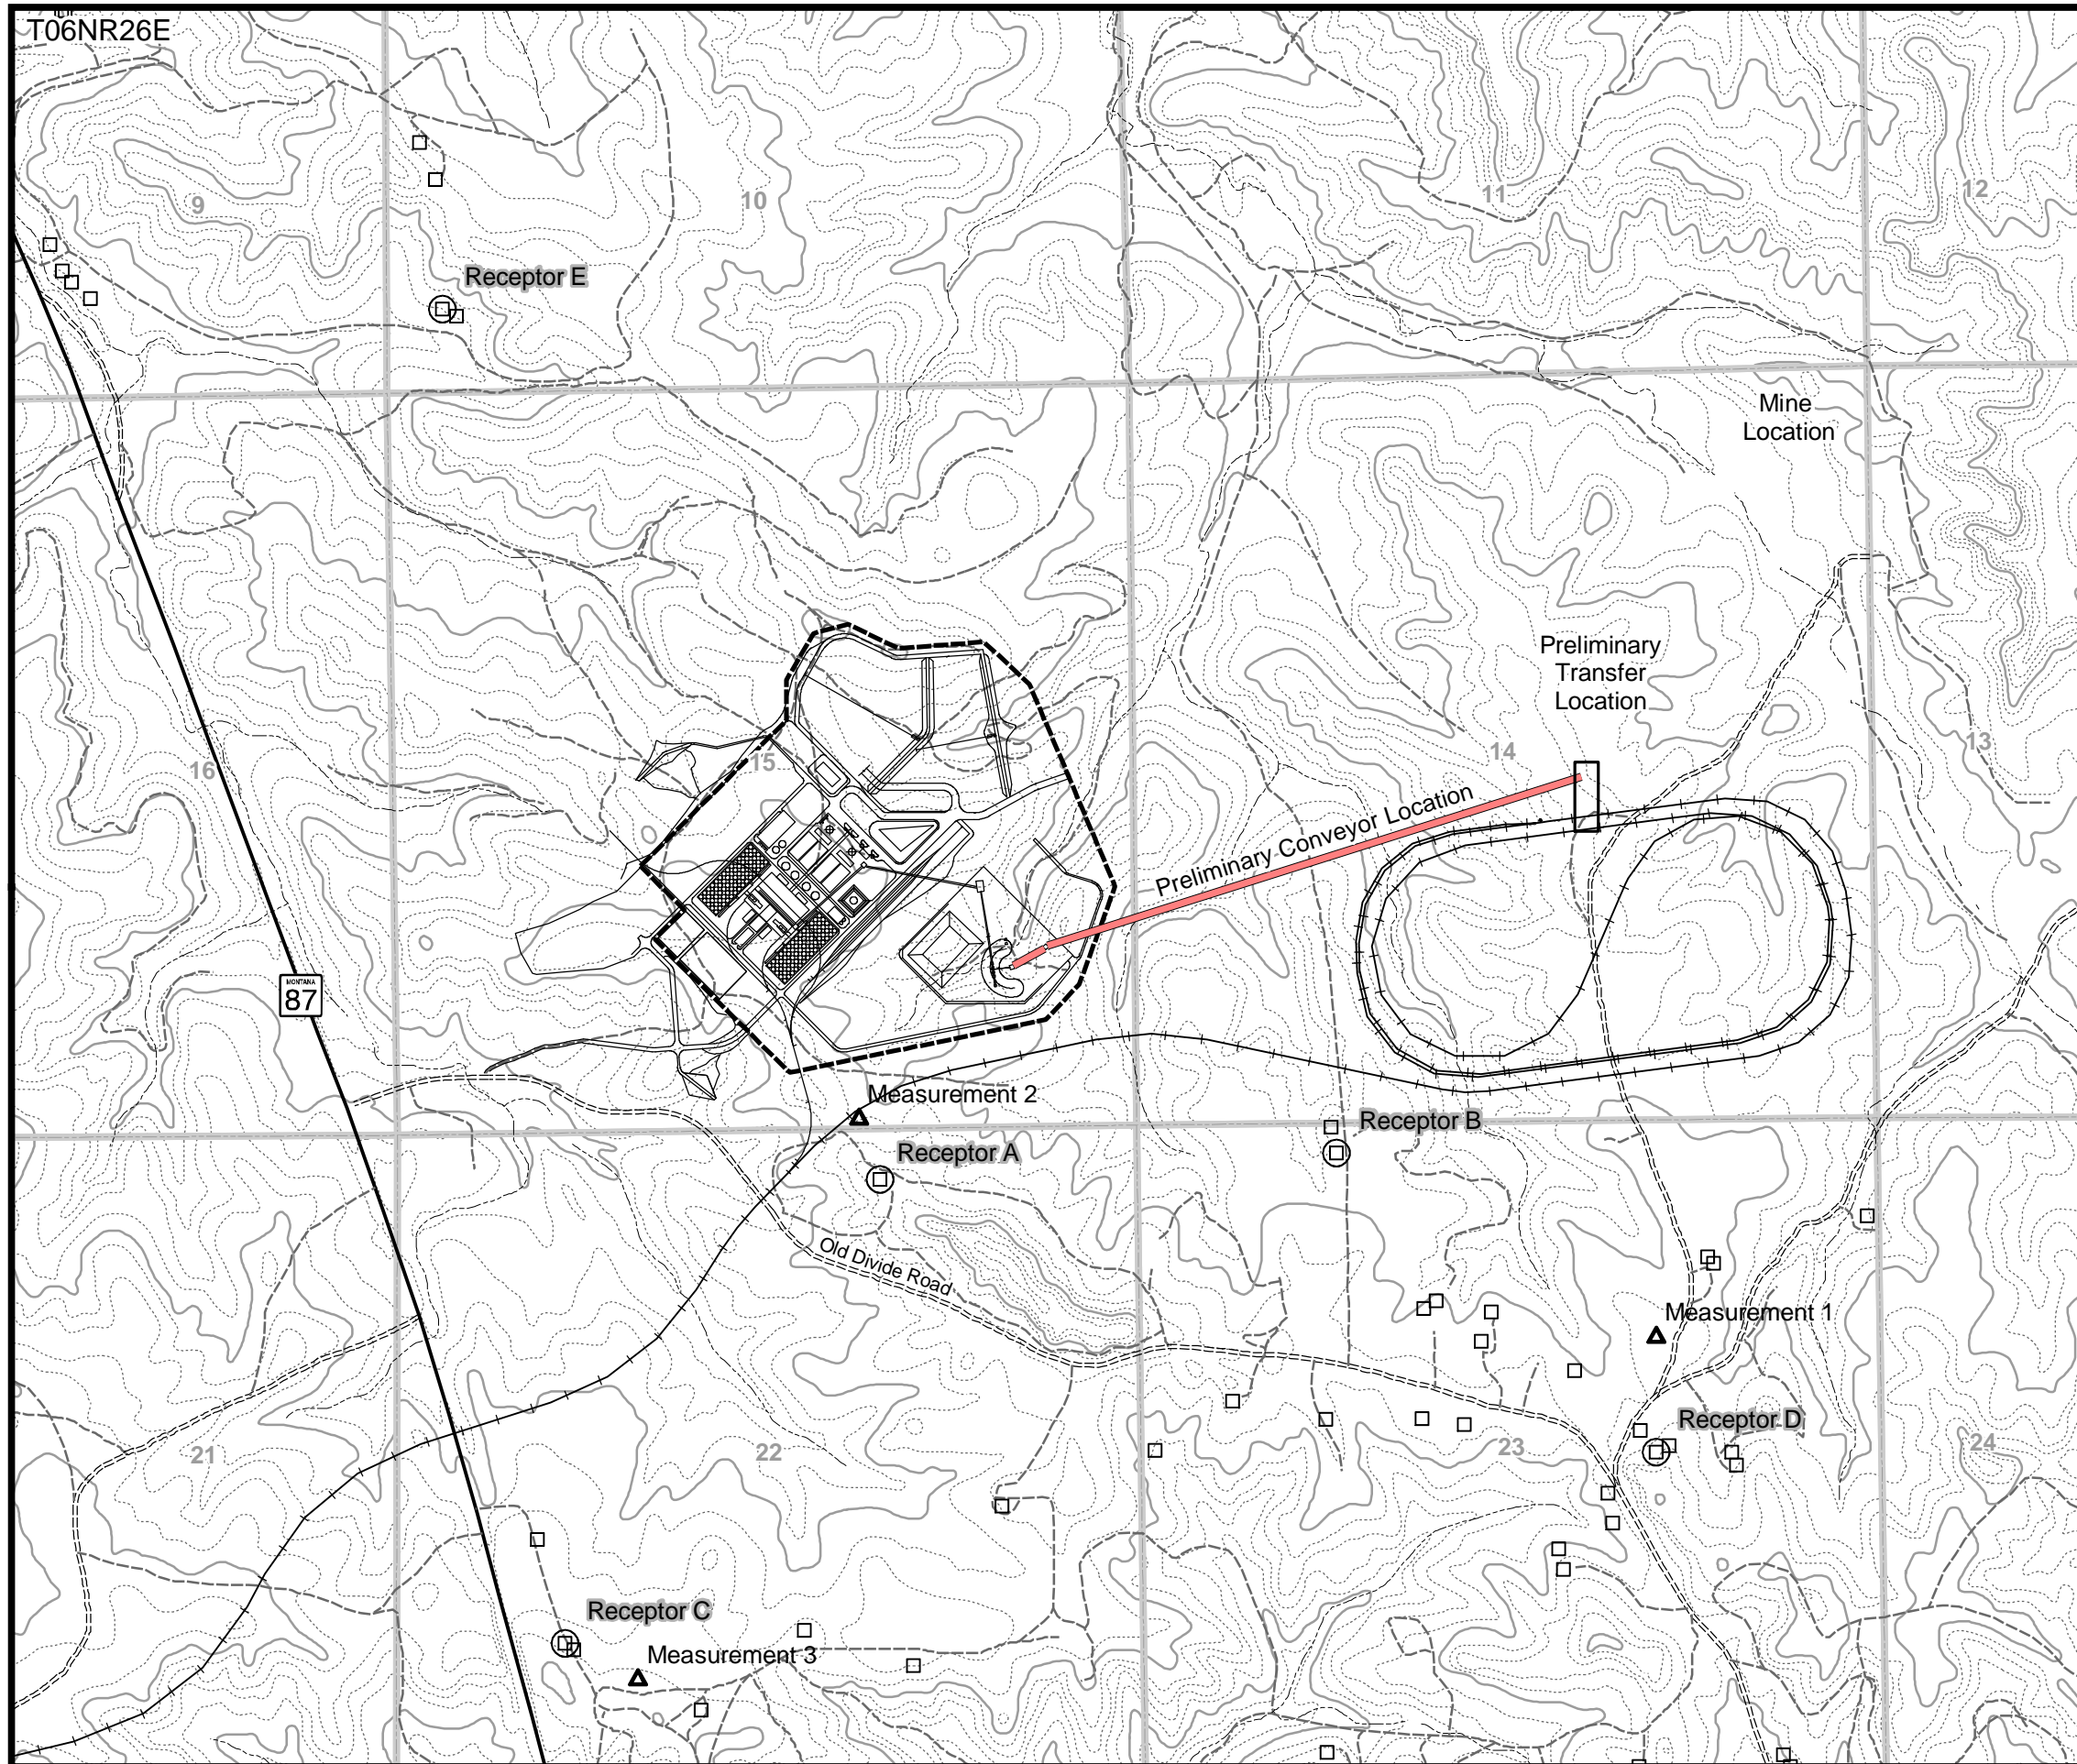 T06NR26E
9
10
11
12
Receptor E
Mine
Location
Preliminary
Transfer
Location
16
15
14
13
Preliminary Conveyor Location
MONTANA
87
Measurement 2
Receptor A
Receptor B
Old Divide Road
Measurement 1
Receptor D
21
22
23
24
Receptor C
Measurement 3